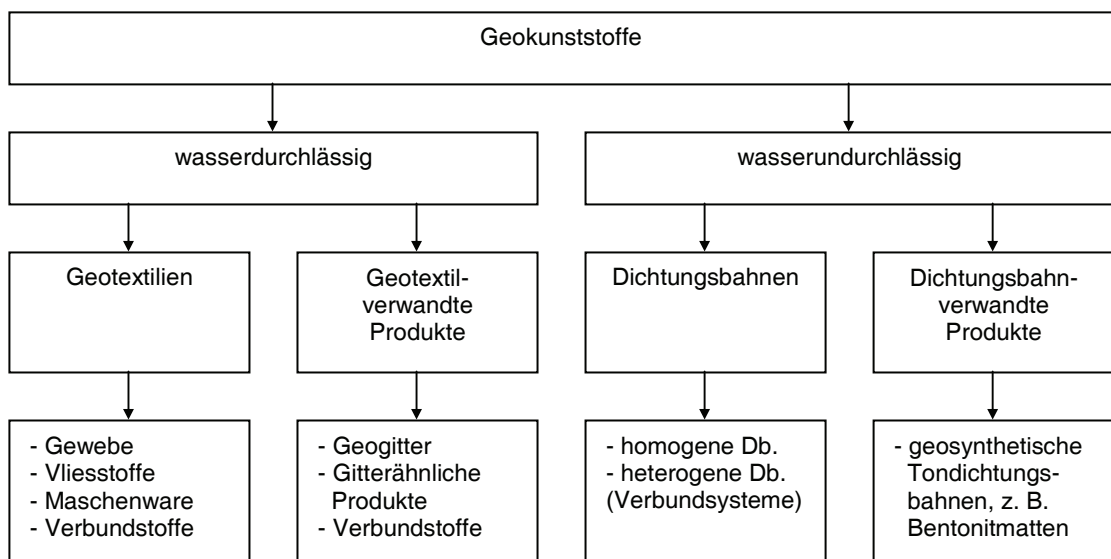 Geokunststoffe
wasserdurchlässig
wasserundurchlässig
Geotextilien
Geotextil-
verwandte
Produkte
Dichtungsbahnen
Dichtungsbahn-
verwandte
Produkte
- Gewebe
- Vliesstoffe
- Maschenware
- Verbundstoffe
- Geogitter
- Gitterähnliche
Produkte
- Verbundstoffe
- homogene Db.
- heterogene Db.
(Verbundsysteme)
- geosynthetische
Tondichtungs-
bahnen, z. B.
Bentonitmatten